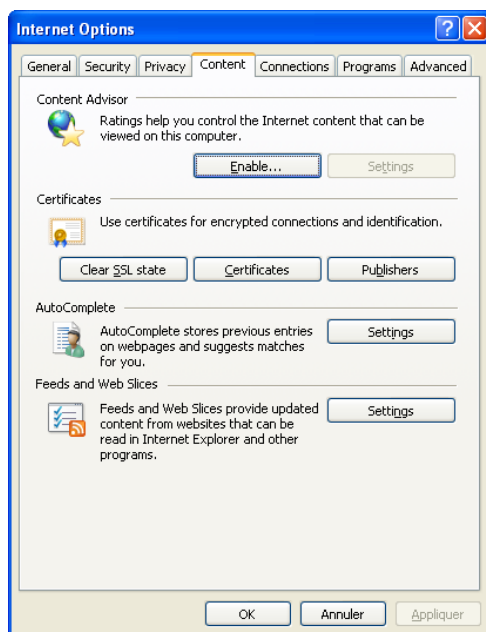 Internet Options
General Security Privacy Content Connections Programs Advanced
Content Advisor
Ratings help you control the Internet content that can be
viewed on this computer.
Enable... Settings
Certificates
Use certificates for encrypted connections and identification.
Clear SSL state Certificates Publishers
AutoComplete
AutoComplete stores previous entries
on webpages and suggests matches
for you.
Settings
Feeds and Web Slices
Feeds and Web Slices provide updated
content from websites that can be
read in Internet Explorer and other
programs.
Settings
OK Annuler Appliquer